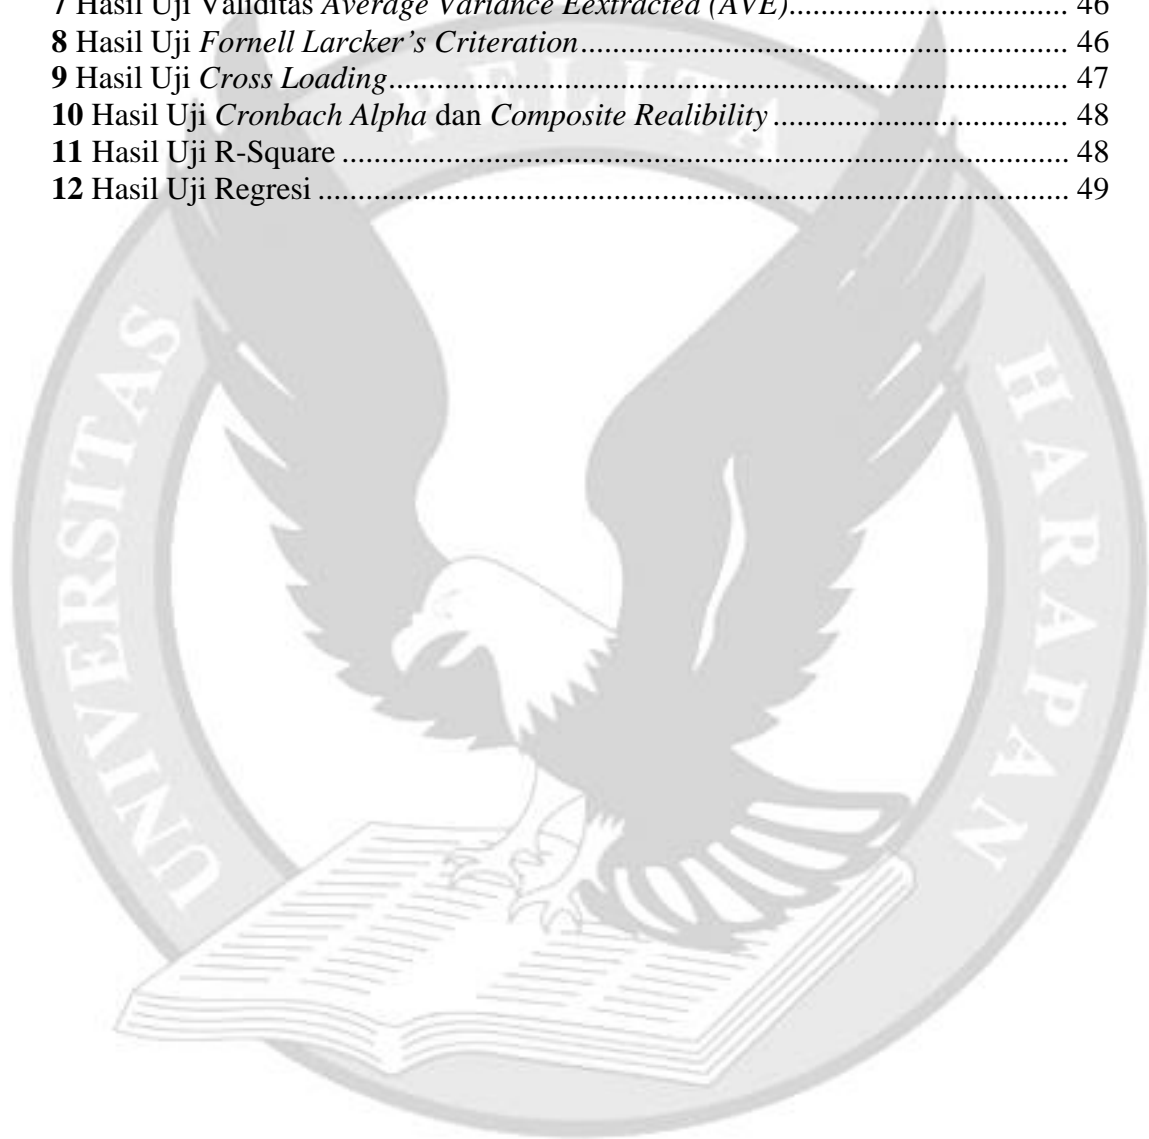 7 Hasil Uji Validitas Average Variance Eextracted (AVE)................................... 46
8 Hasil Uji Fornell Larcker's Criteration............................................................. 46
9 Hasil Uji Cross Loading...................................................................................... 47
10 Hasil Uji Cronbach Alpha dan Composite Realibility..................................... 48
11 Hasil Uji R-Square ............................................................................................ 48
12 Hasil Uji Regresi ............................................................................................... 49
UNIVERSITAS
PELITA
HARAPAN